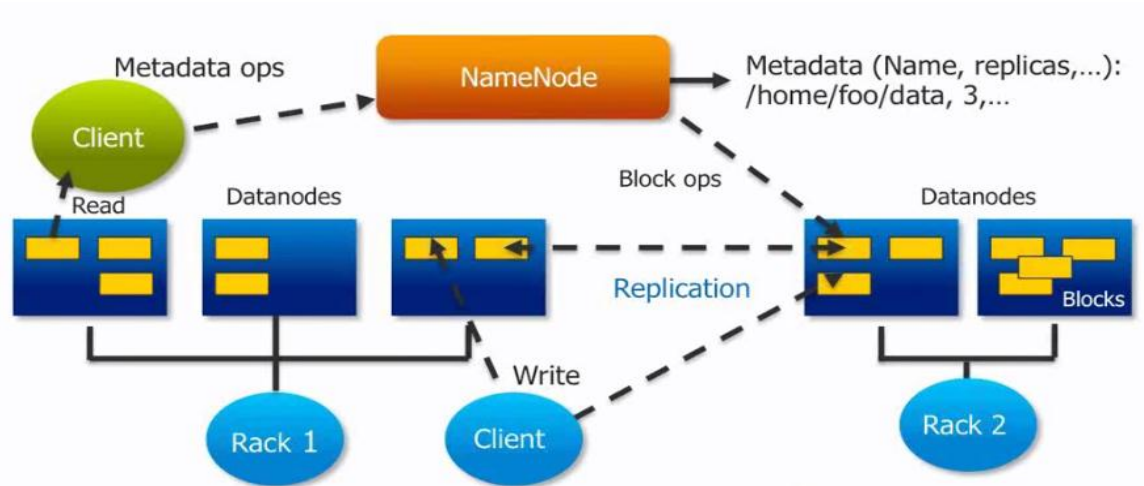 Metadata ops
NameNode
Metadata (Name, replicas,...):
/home/foo/data, 3,...
Client
Block ops
Read
Datanodes
Datanodes
Replication
Blocks
Write
Rack 1
Client
Rack 2